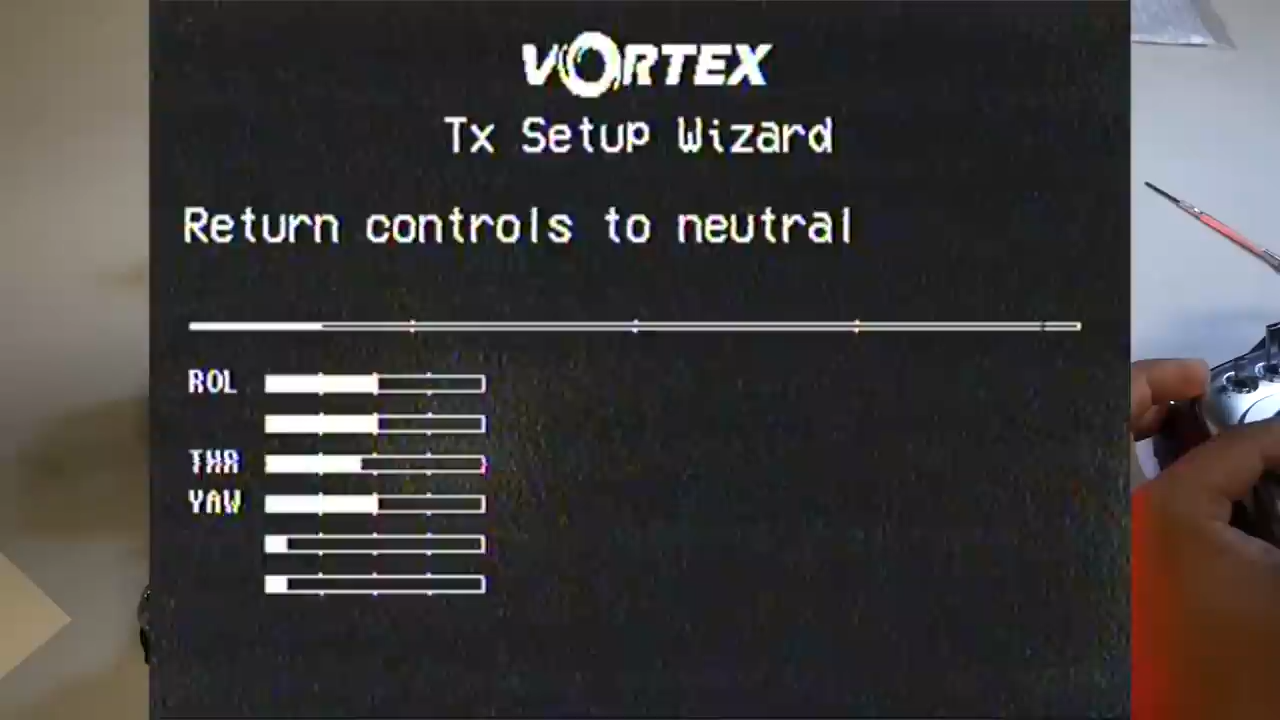 VORTEX
Tx Setup Wizard
Return controls to neutral
ROL
THR
YAW